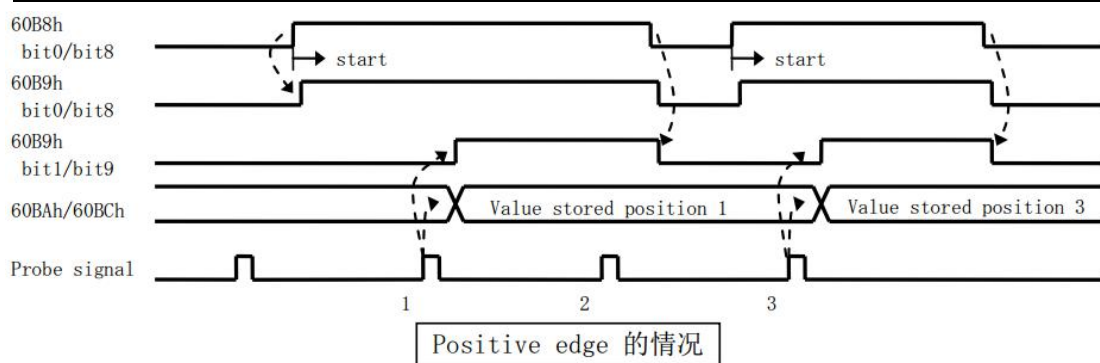 60B8h
bit0/bit8
start
start
60B9h
bit0/bit8
60B9h
bit1/bit9
60BAh/60BCh
Value stored position 1
Value stored position 3
Probe signal
1
2
3
Positive edge 的情况